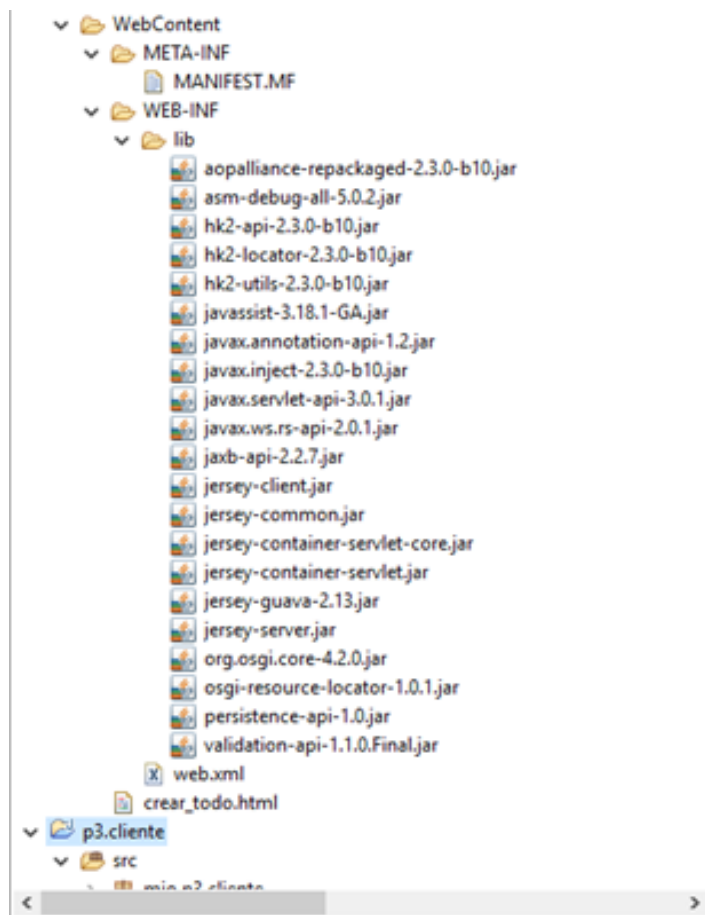 WebContent
META-INF
MANIFEST.MF
WEB-INF
lib
aopalliance-repackaged-2.3.0-b10.jar
asm-debug-all-5.0.2.jar
hk2-api-2.3.0-b10.jar
hk2-locator-2.3.0-b10.jar
hk2-utils-2.3.0-b10.jar
javassist-3.18.1-GA.jar
javax.annotation-api-1.2.jar
javax.inject-2.3.0-b10.jar
javax.servlet-api-3.0.1.jar
javax.ws.rs-api-2.0.1.jar
jaxb-api-2.2.7.jar
jersey-client.jar
jersey-common.jar
jersey-container-servlet-core.jar
jersey-container-servlet.jar
jersey-guava-2.13.jar
jersey-server.jar
org.osgi.core-4.2.0.jar
osgi-resource-locator-1.0.1.jar
persistence-api-1.0.jar
validation-api-1.1.0.Final.jar
web.xml
crear_todo.html
p3.cliente
src